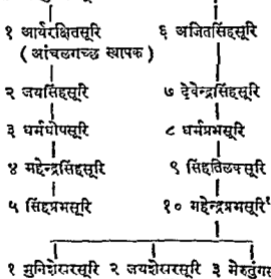 १ आर्यरक्षितसूरि
( आंचलगच्छ स्थापक )
२ जयसिंहसूरि
३ धर्मघोषसूरि
४ महेन्द्रसिंहसूरि
५ सिंहप्रभसूरि
६ अजितसिंहसूरि
७ देवेन्द्रसिंहसूरि
८ धर्मप्रभसूरि
९ सिंहतिलकसूरि
१० महेन्द्रप्रभसूरि¹
१ मुनिशेखरसूरि २ जयशेखरसूरि ३ मेरुतुंग